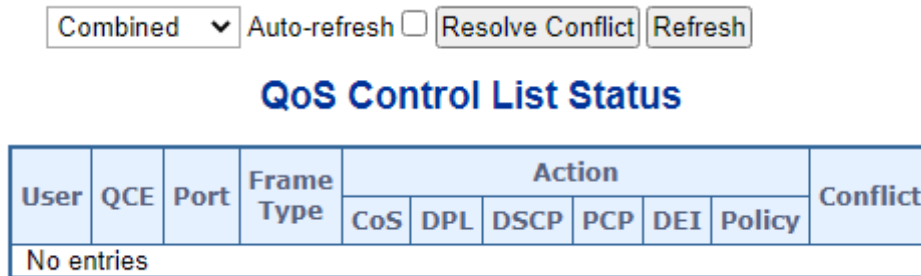 Combined Auto-refresh Resolve Conflict Refresh
QoS Control List Status
User QCE Port Frame Type Action Conflict
CoS DPL DSCP PCP DEI Policy
No entries